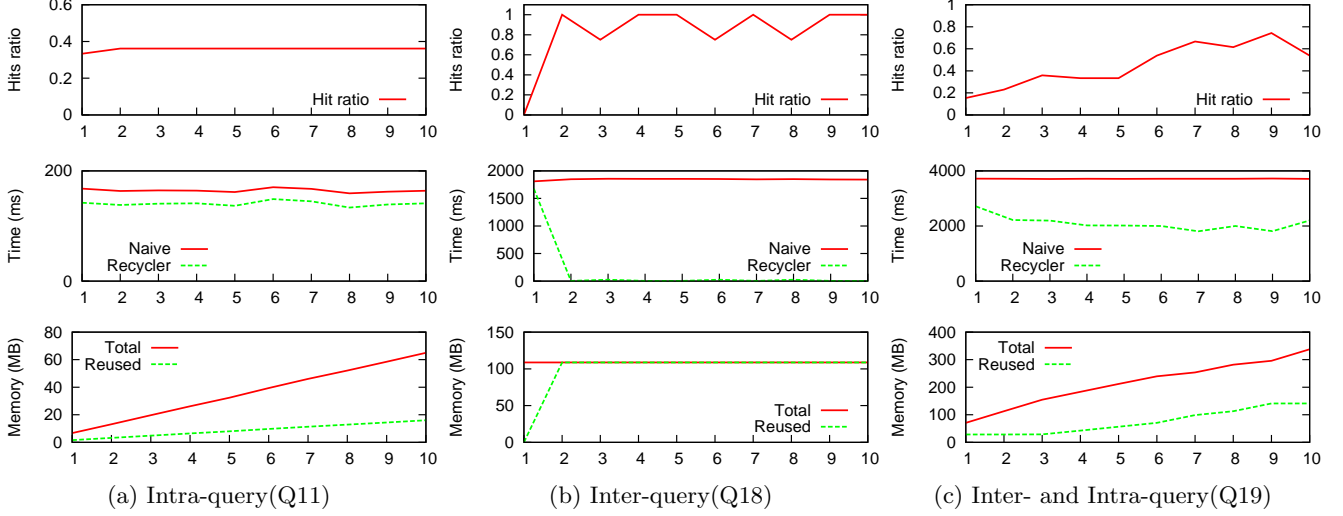 Hits ratio
0.6
0.4
0.2
0
Hit ratio
1 2 3 4 5 6 7 8 9 10
Time (ms)
200
0
Naive
Recycler
1 2 3 4 5 6 7 8 9 10
Memory (MB)
80
60
40
20
0
Total
Reused
1 2 3 4 5 6 7 8 9 10
(a) Intra-query(Q11)
Hits ratio
1
0.8
0.6
0.4
0.2
0
Hit ratio
1 2 3 4 5 6 7 8 9 10
Time (ms)
2000
1500
1000
500
0
Naive
Recycler
1 2 3 4 5 6 7 8 9 10
Memory (MB)
150
100
50
0
Total
Reused
1 2 3 4 5 6 7 8 9 10
(b) Inter-query(Q18)
Hits ratio
1
0.8
0.6
0.4
0.2
0
Hit ratio
1 2 3 4 5 6 7 8 9 10
Time (ms)
4000
2000
0
Naive
Recycler
1 2 3 4 5 6 7 8 9 10
Memory (MB)
400
300
200
100
0
Total
Reused
1 2 3 4 5 6 7 8 9 10
(c) Inter- and Intra-query(Q19)